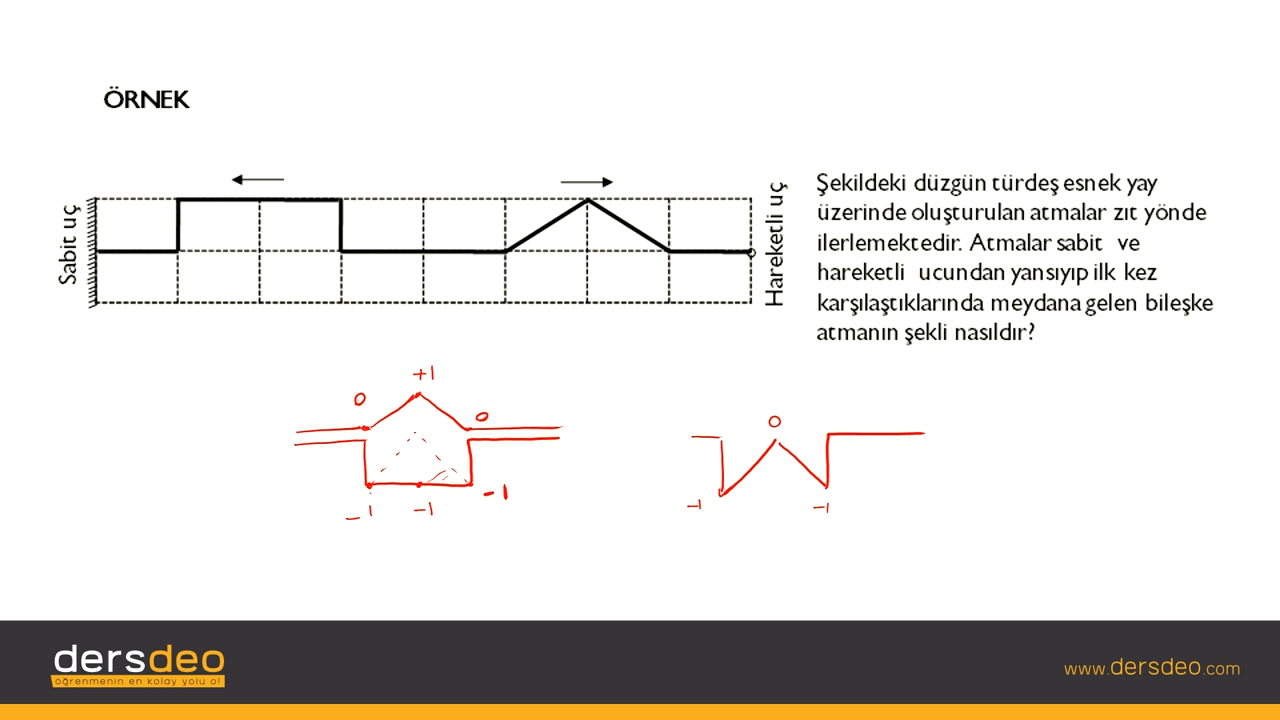 ÖRNEK
Sabit uç
Hareketli uç
Şekildeki düzgün türdeş esnek yay
üzerinde oluşturulan atmalar zıt yönde
ilerlemektedir. Atmalar sabit ve
hareketli ucundan yansıyıp ilk kez
karşılaştıklarında meydana gelen bileşke
atmanın şekli nasıldır?
+1
0 0
-1 -1 -1
0
-1 -1
dersdeo
öğrenmenin en kolay yolu o!
www.dersdeo.com